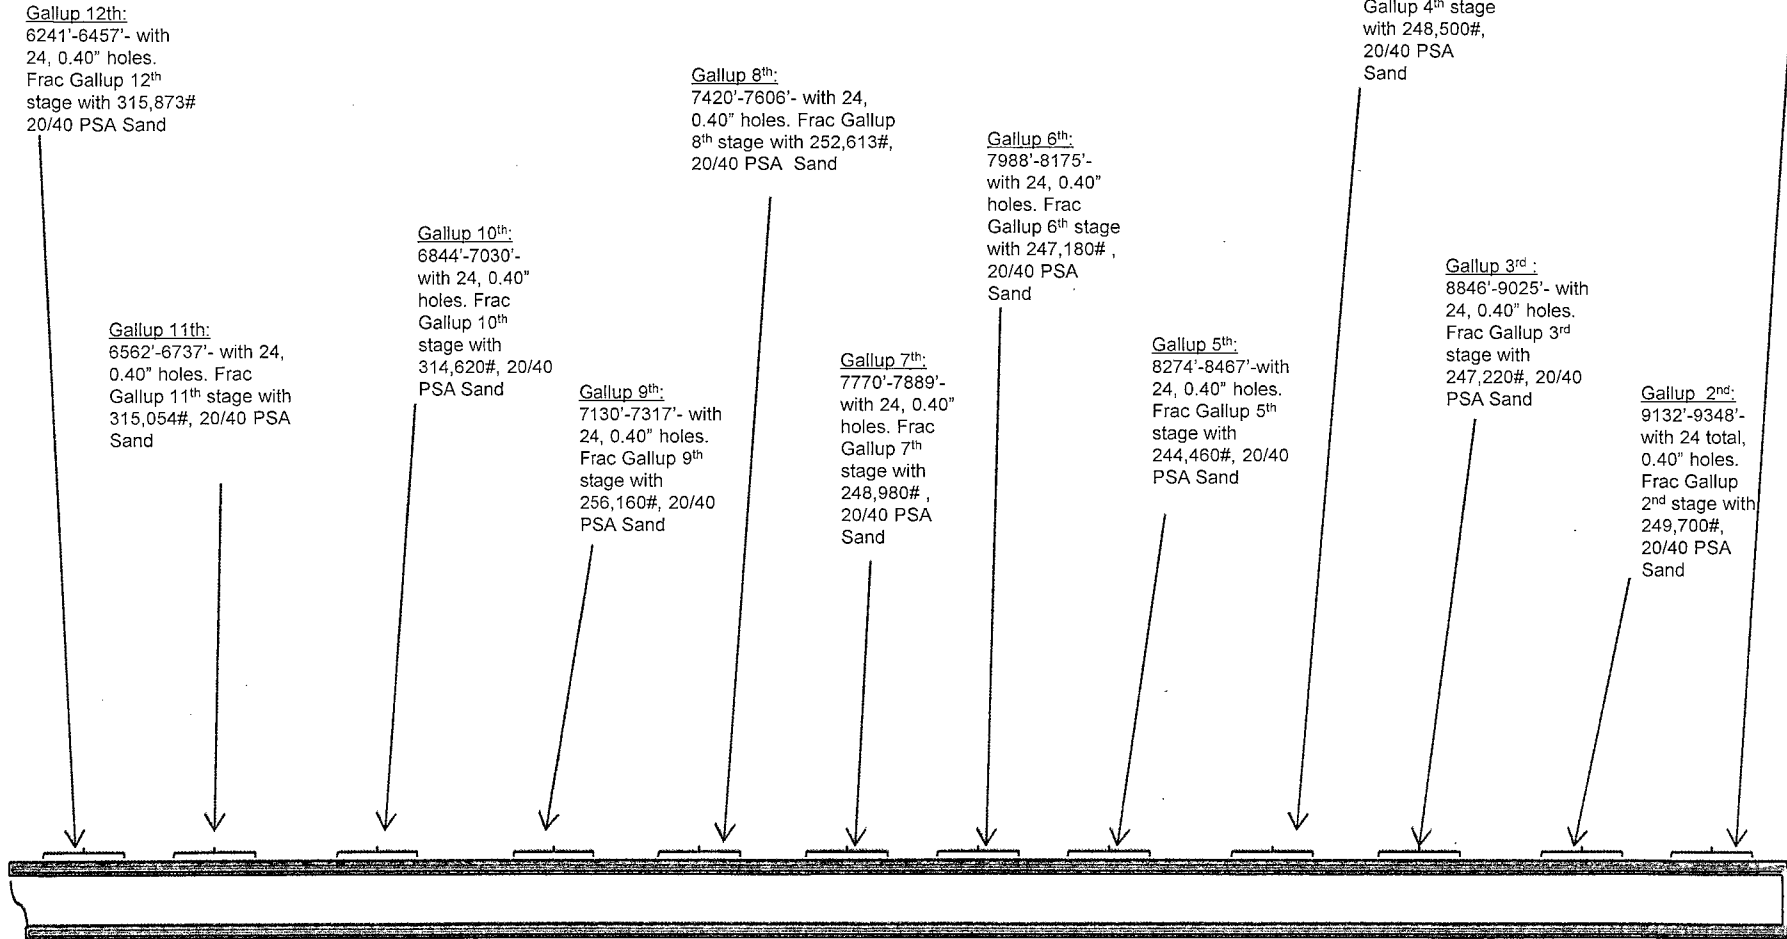 Gallup 12th:
6241'-6457'- with
24, 0.40" holes.
Frac Gallup 12th
stage with 315,873#
20/40 PSA Sand
Gallup 11th:
6562'-6737'- with 24,
0.40" holes. Frac
Gallup 11th stage with
315,054#, 20/40 PSA
Sand
Gallup 10th:
6844'-7030'-
with 24, 0.40"
holes. Frac
Gallup 10th
stage with
314,620#, 20/40
PSA Sand
Gallup 9th:
7130'-7317'- with
24, 0.40" holes.
Frac Gallup 9th
stage with
256,160#, 20/40
PSA Sand
Gallup 8th:
7420'-7606'- with 24,
0.40" holes. Frac Gallup
8th stage with 252,613#,
20/40 PSA Sand
Gallup 7th:
7770'-7889'-
with 24, 0.40"
holes. Frac
Gallup 7th
stage with
248,980# ,
20/40 PSA
Sand
Gallup 6th:
7988'-8175'-
with 24, 0.40"
holes. Frac
Gallup 6th stage
with 247,180# ,
20/40 PSA
Sand
Gallup 5th:
8274'-8467'-with
24, 0.40" holes.
Frac Gallup 5th
stage with
244,460#, 20/40
PSA Sand
Gallup 4th stage
with 248,500#,
20/40 PSA
Sand
Gallup 3rd :
8846'-9025'- with
24, 0.40" holes.
Frac Gallup 3rd
stage with
247,220#, 20/40
PSA Sand
Gallup 2nd:
9132'-9348'-
with 24 total,
0.40" holes.
Frac Gallup
2nd stage with
249,700#,
20/40 PSA
Sand